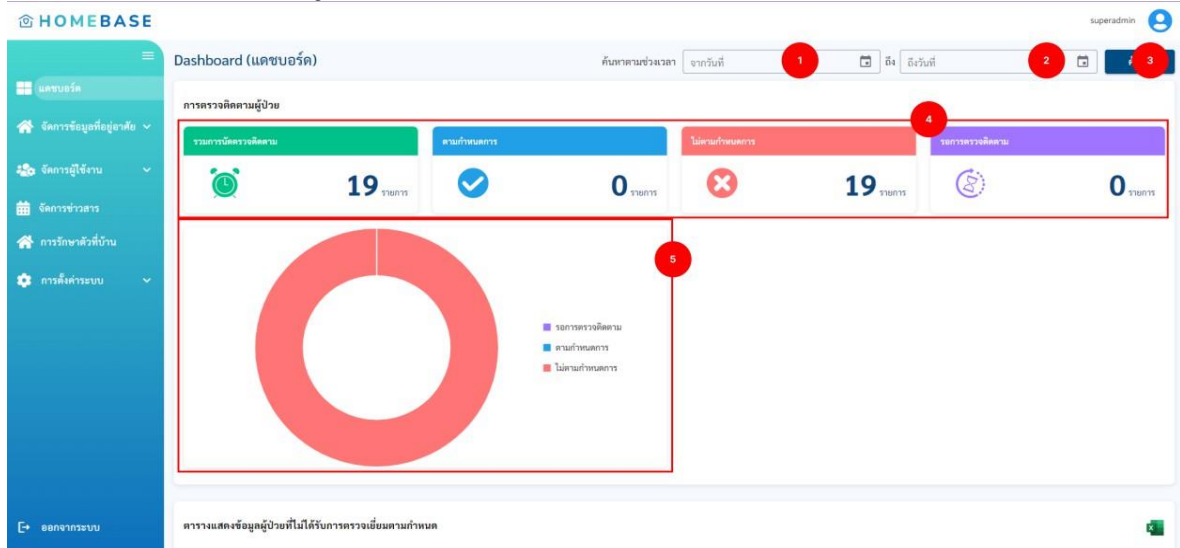 HOMEBASE
superadmin
Dashboard (แดชบอร์ด)
ค้นหาตามช่วงเวลา จากวันที่ 1 ถึง ถึงวันที่ 2 3
แดชบอร์ด
จัดการข้อมูลที่อยู่อาศัย
จัดการผู้ใช้งาน
จัดการข่าวสาร
การรักษาตัวที่บ้าน
การตั้งค่าระบบ
ออกจากระบบ
การตรวจติดตามผู้ป่วย
4
รวมการนัดตรวจติดตาม
19 รายการ
ตามกำหนดการ
0 รายการ
ไม่ตามกำหนดการ
19 รายการ
รอการตรวจติดตาม
0 รายการ
5
รอการตรวจติดตาม
ตามกำหนดการ
ไม่ตามกำหนดการ
ตารางแสดงข้อมูลผู้ป่วยที่ไม่ได้รับการตรวจเยี่ยมตามกำหนด